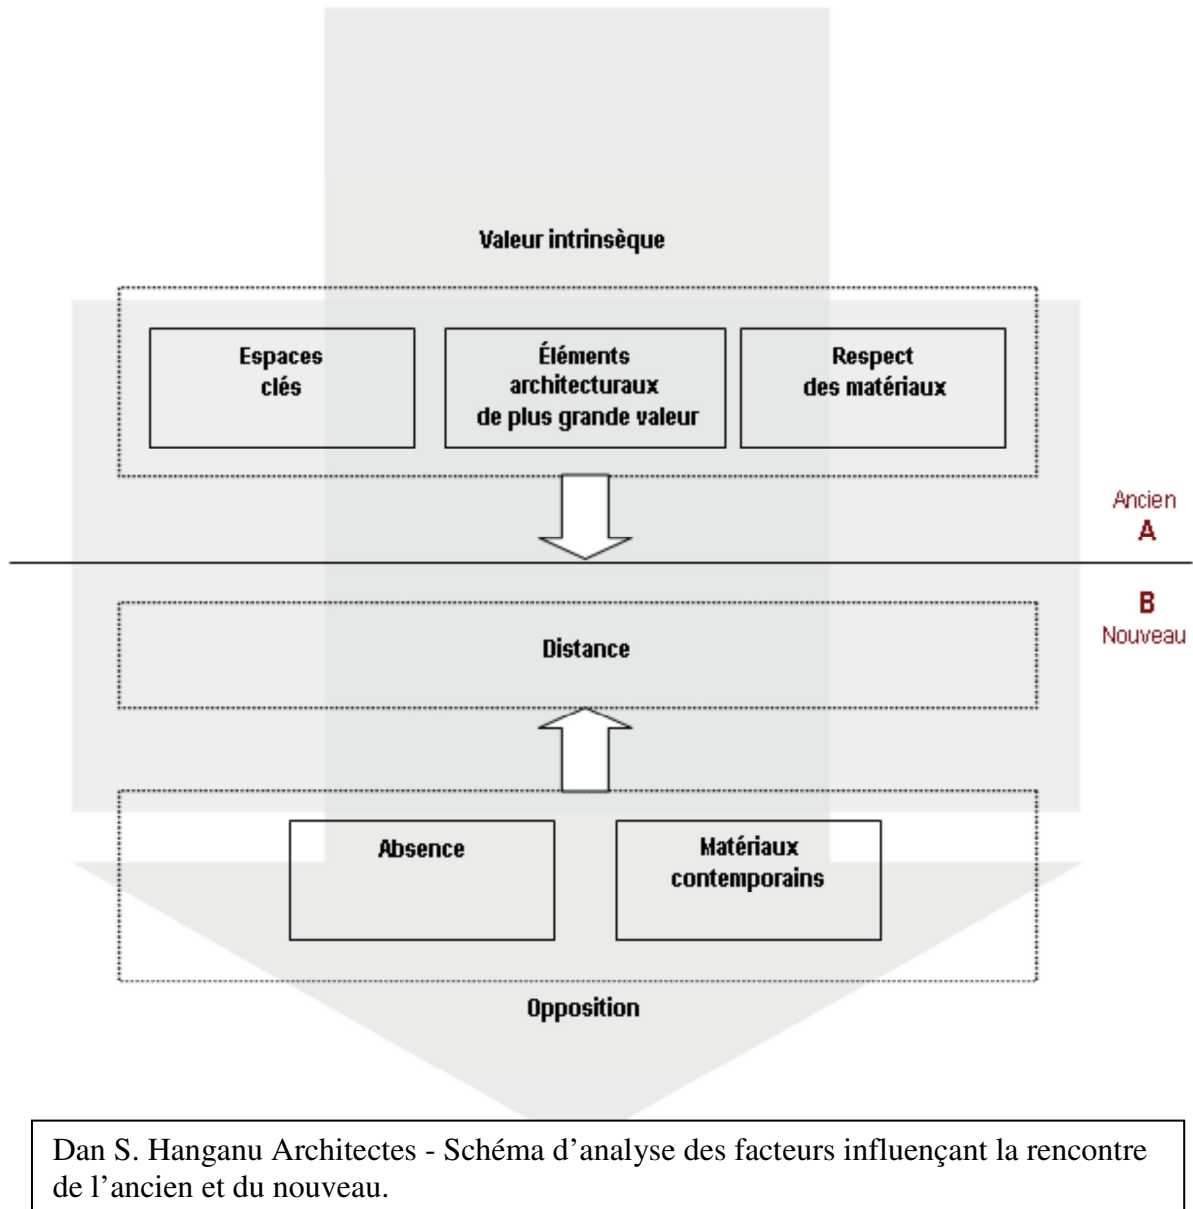 Valeur intrinsèque
Espaces
clés
Éléments
architecturaux
de plus grande valeur
Respect
des matériaux
Ancien
A
B
Nouveau
Distance
Absence
Matériaux
contemporains
Opposition
Dan S. Hanganu Architectes - Schéma d’analyse des facteurs influençant la rencontre
de l’ancien et du nouveau.